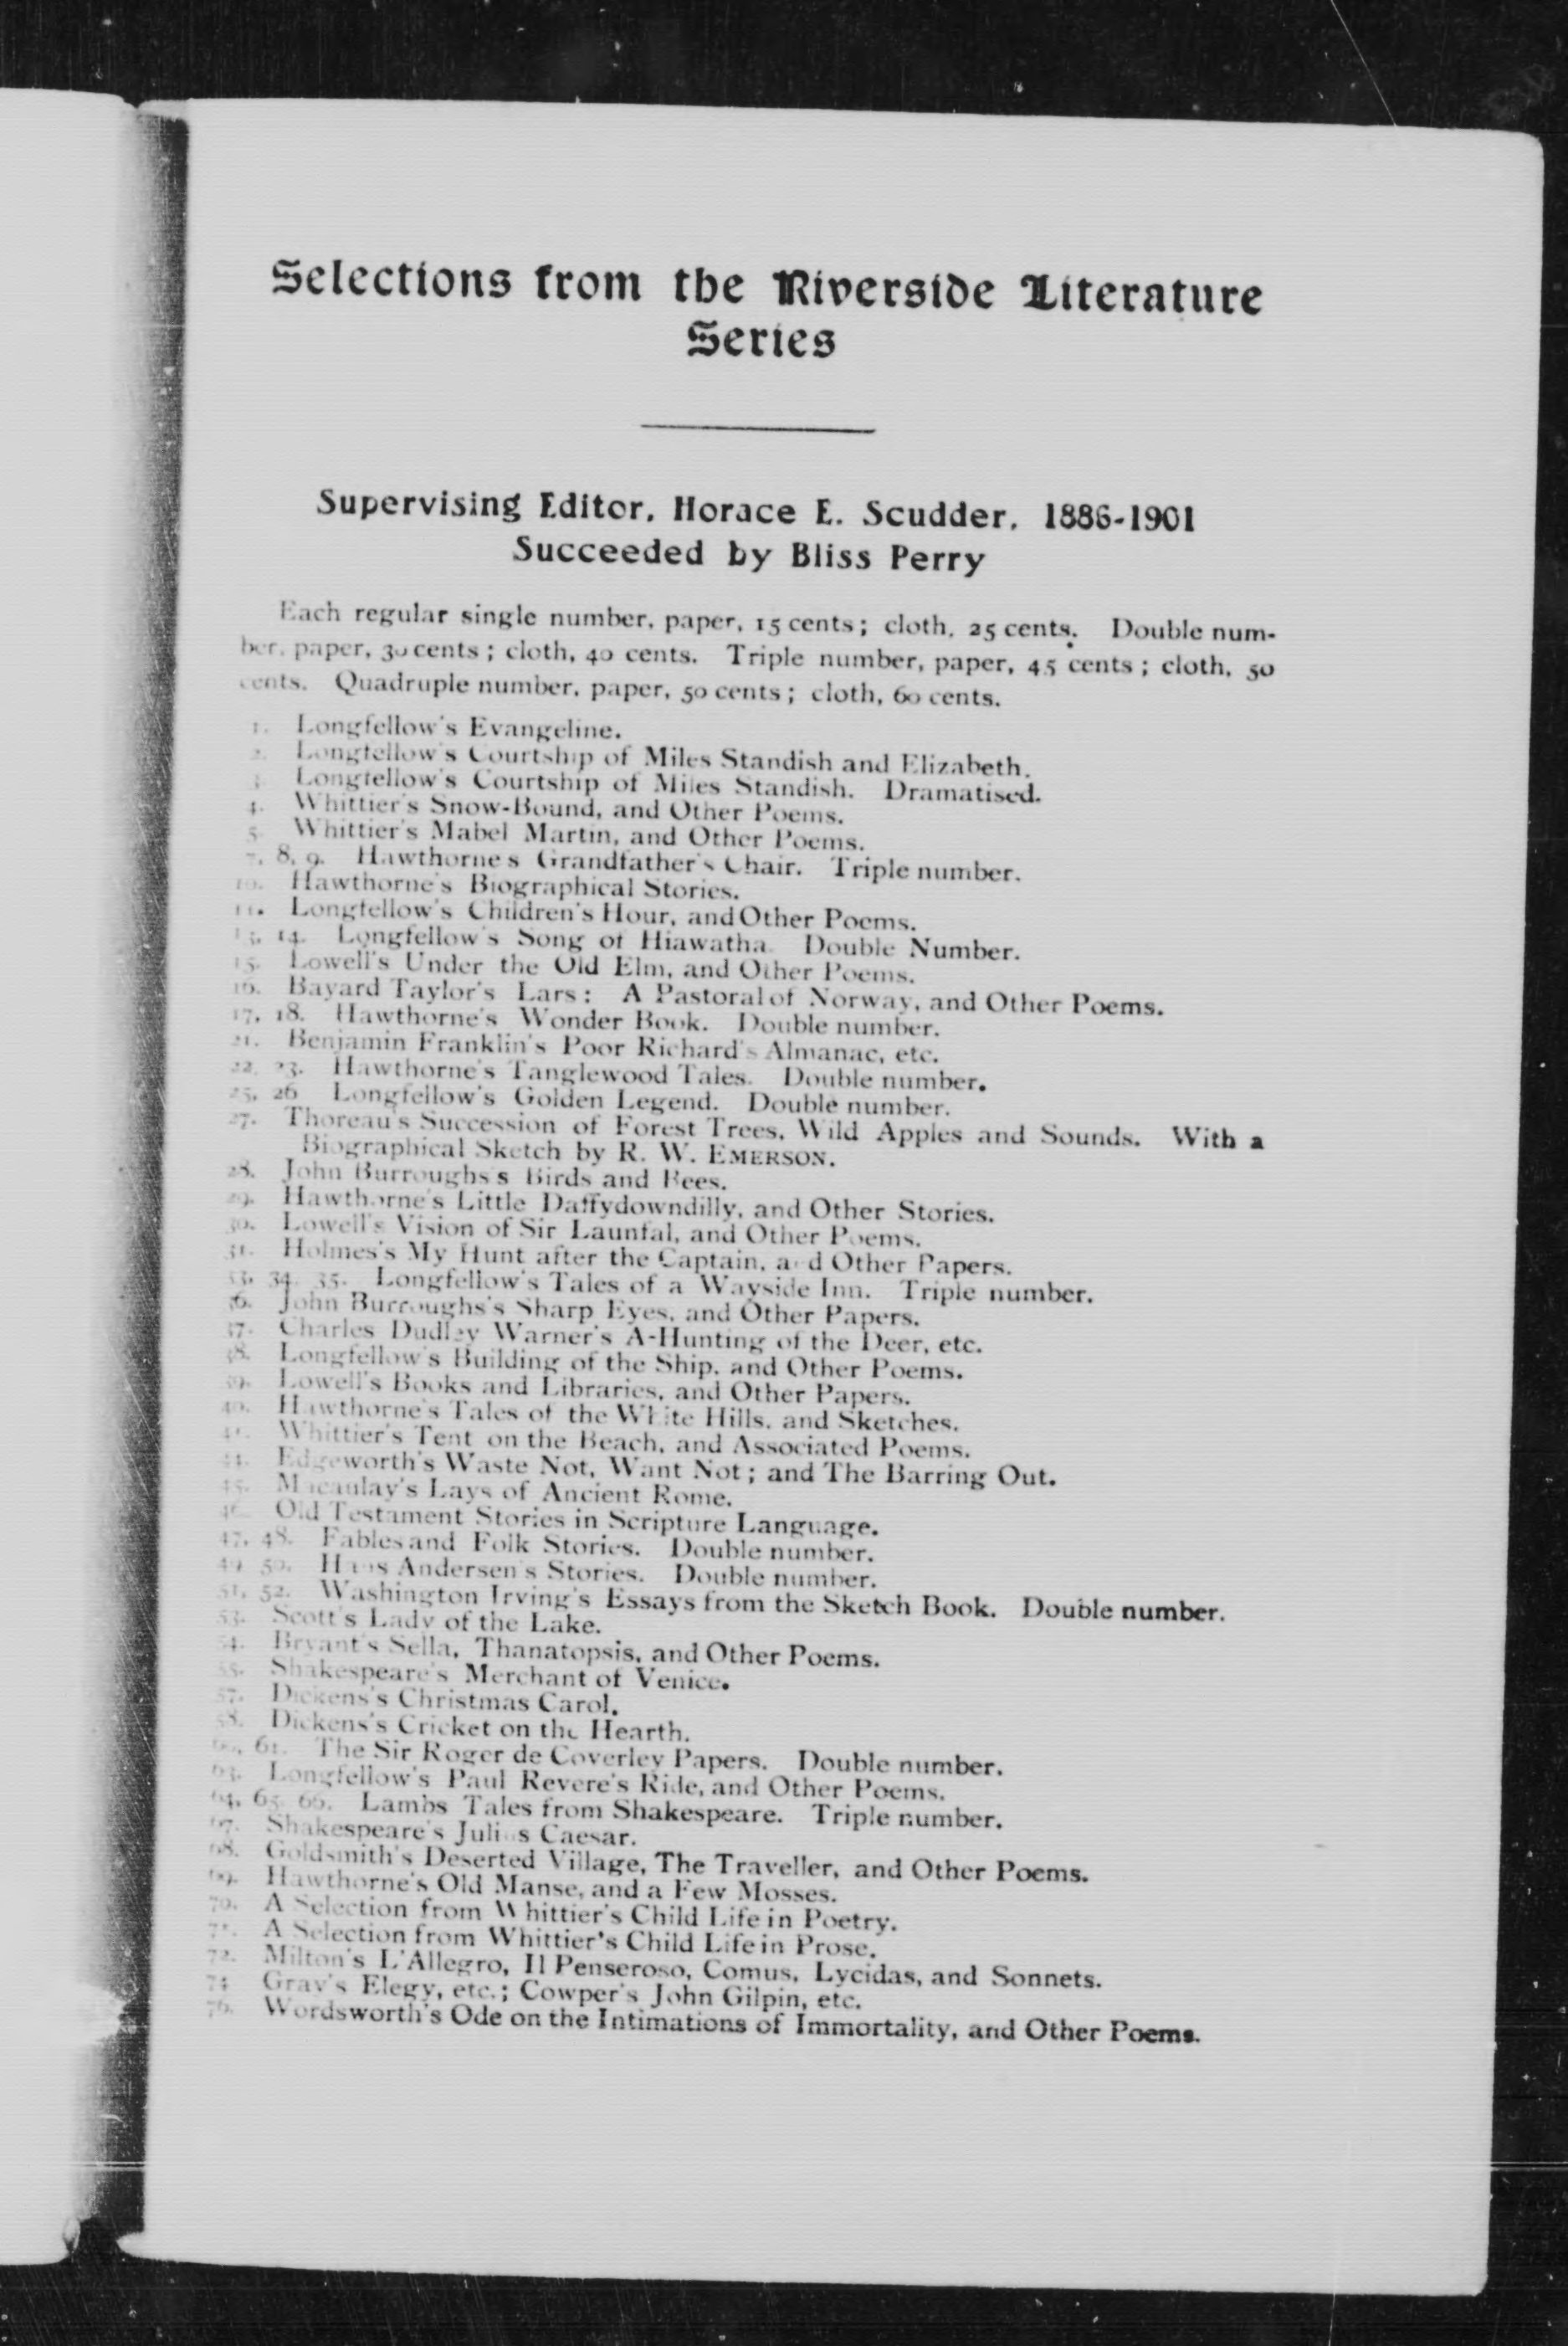 Selections from the Riverside Literature
Series
Supervising Editor, Horace E. Scudder, 1886-1901
Succeeded by Bliss Perry
Each regular single number, paper, 15 cents; cloth, 25 cents. Double num-
ber, paper, 30 cents; cloth, 40 cents. Triple number, paper, 45 cents; cloth, 50
cents. Quadruple number, paper, 50 cents; cloth, 60 cents.
1. Longfellow's Evangeline.
2. Longfellow's Courtship of Miles Standish and Elizabeth.
3. Longfellow's Courtship of Miles Standish. Dramatised.
4. Whittier's Snow-Bound, and Other Poems.
5. Whittier's Mabel Martin, and Other Poems.
7, 8, 9. Hawthorne's Grandfather's Chair. Triple number.
10. Hawthorne's Biographical Stories.
11. Longfellow's Children's Hour, and Other Poems.
13, 14. Longfellow's Song of Hiawatha. Double Number.
15. Lowell's Under the Old Elm, and Other Poems.
16. Bayard Taylor's Lars: A Pastoral of Norway, and Other Poems.
17, 18. Hawthorne's Wonder Book. Double number.
21. Benjamin Franklin's Poor Richard's Almanac, etc.
22, 23. Hawthorne's Tanglewood Tales. Double number.
25, 26 Longfellow's Golden Legend. Double number.
27. Thoreau's Succession of Forest Trees, Wild Apples and Sounds. With a
Biographical Sketch by R. W. EMERSON.
28. John Burroughs's Birds and Bees.
29. Hawthorne's Little Daffydowndilly, and Other Stories.
30. Lowell's Vision of Sir Launfal, and Other Poems.
31. Holmes's My Hunt after the Captain, and Other Papers.
33, 34, 35. Longfellow's Tales of a Wayside Inn. Triple number.
36. John Burroughs's Sharp Eyes, and Other Papers.
37. Charles Dudley Warner's A-Hunting of the Deer, etc.
38. Longfellow's Building of the Ship, and Other Poems.
39. Lowell's Books and Libraries, and Other Papers.
40. Hawthorne's Tales of the White Hills, and Sketches.
41. Whittier's Tent on the Beach, and Associated Poems.
44. Edgeworth's Waste Not, Want Not; and The Barring Out.
45. Macaulay's Lays of Ancient Rome.
46. Old Testament Stories in Scripture Language.
47, 48. Fables and Folk Stories. Double number.
49, 50. Hans Andersen's Stories. Double number.
51, 52. Washington Irving's Essays from the Sketch Book. Double number.
53. Scott's Lady of the Lake.
54. Bryant's Sella, Thanatopsis, and Other Poems.
55. Shakespeare's Merchant of Venice.
57. Dickens's Christmas Carol.
58. Dickens's Cricket on the Hearth.
60, 61. The Sir Roger de Coverley Papers. Double number.
63. Longfellow's Paul Revere's Ride, and Other Poems.
64, 65, 66. Lambs Tales from Shakespeare. Triple number.
67. Shakespeare's Julius Caesar.
68. Goldsmith's Deserted Village, The Traveller, and Other Poems.
69. Hawthorne's Old Manse, and a Few Mosses.
70. A Selection from Whittier's Child Life in Poetry.
71. A Selection from Whittier's Child Life in Prose.
72. Milton's L'Allegro, Il Penseroso, Comus, Lycidas, and Sonnets.
74 Gray's Elegy, etc.; Cowper's John Gilpin, etc.
76. Wordsworth's Ode on the Intimations of Immortality, and Other Poems.